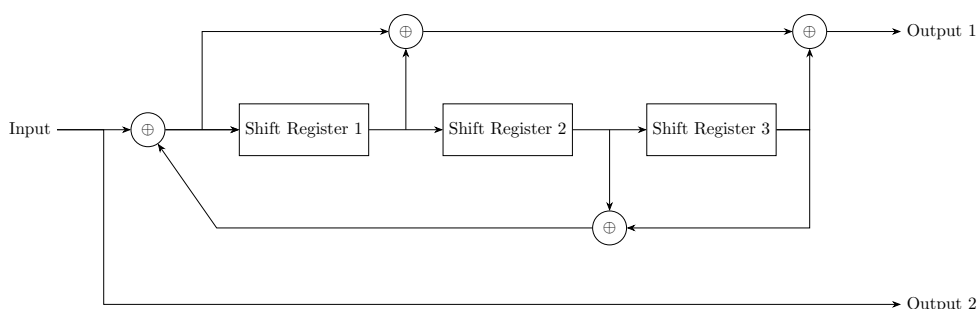 Output 1
Input
Shift Register 1
Shift Register 2
Shift Register 3
Output 2